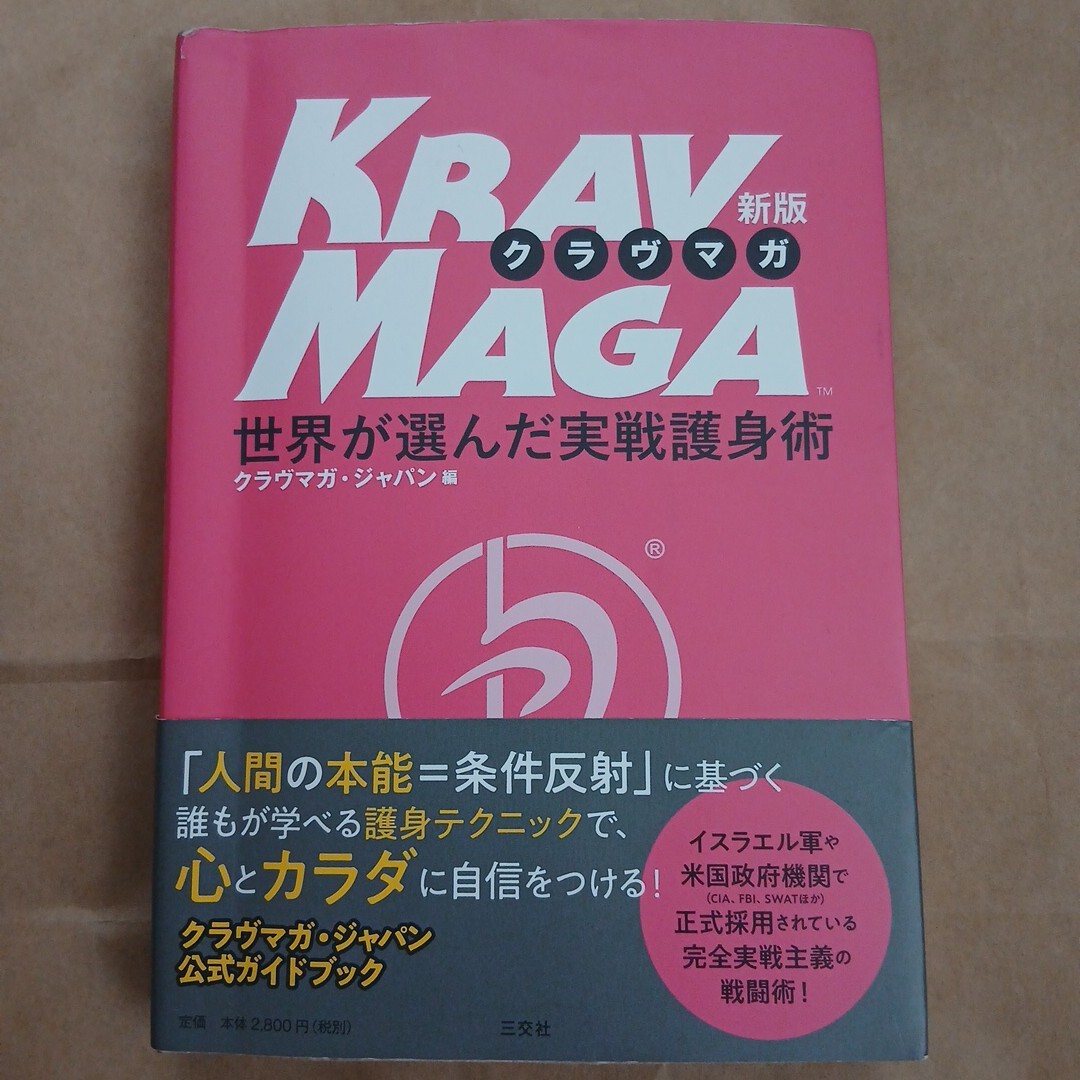 KRAV
新版
クラヴマガ
MAGA™
世界が選んだ実戦護身術
クラヴマガ・ジャパン 編
®
「人間の本能=条件反射」に基づく
誰もが学べる護身テクニックで、
心とカラダに自信をつける!
クラヴマガ・ジャパン
公式ガイドブック
イスラエル軍や
米国政府機関で
(CIA、FBI、SWATほか)
正式採用されている
完全実戦主義の
戦闘術!
定価 本体2,800円(税別)
三交社